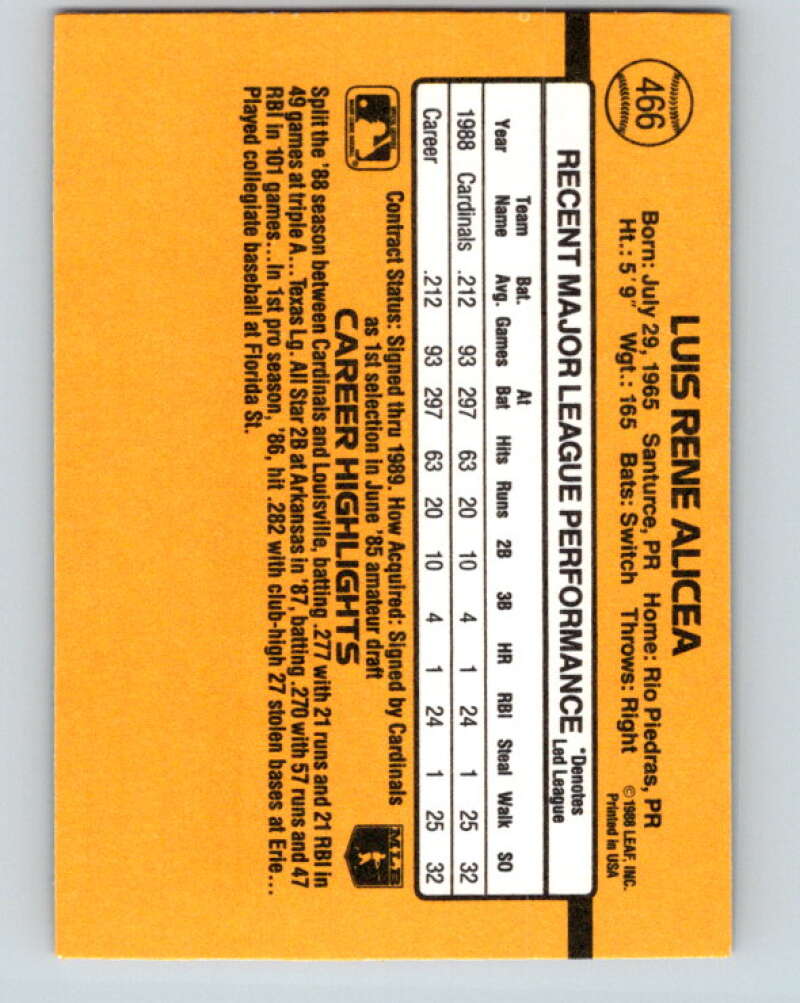 466
LUIS RENE ALICEA
Born: July 29, 1965 Santurce, PR Home: Rio Piedras, PR
Ht.: 5'9" Wgt.: 165 Bats: Switch Throws: Right
©1988 LEAF, INC.
Printed in USA
RECENT MAJOR LEAGUE PERFORMANCE *Denotes Led League
Year Team Name Bat. Avg. Games At Bat Hits Runs 2B 3B HR RBI Steal Walk SO
1988 Cardinals .212 93 297 63 20 10 4 1 24 1 25 32
Career .212 93 297 63 20 10 4 1 24 1 25 32
Contract Status: Signed thru 1989. How Acquired: Signed by Cardinals
as 1st selection in June '85 amateur draft
MLB
CAREER HIGHLIGHTS
Split the '88 season between Cardinals and Louisville, batting .277 with 21 runs and 21 RBI in
49 games at triple A...Texas Lg. All Star 2B at Arkansas in '87, batting .270 with 57 runs and 47
RBI in 101 games...In 1st pro season, '86, hit .282 with club-high 27 stolen bases at Erie...
Played collegiate baseball at Florida St.